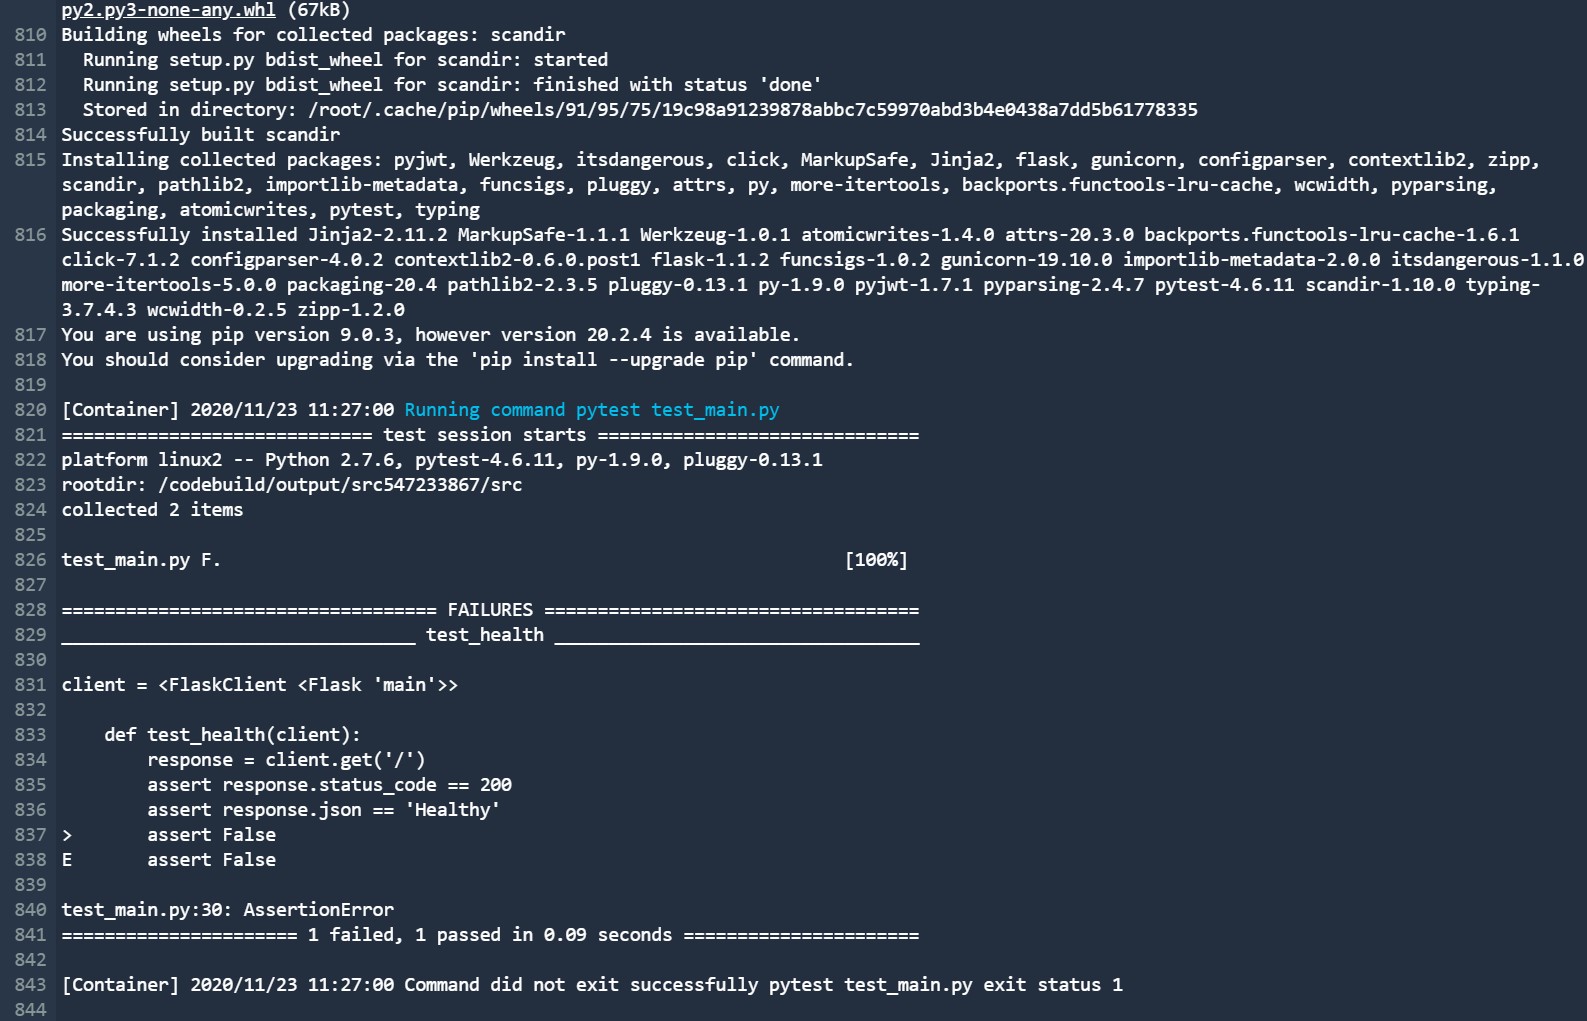 py2.py3-none-any.whl (67kB)
810 Building wheels for collected packages: scandir
811   Running setup.py bdist_wheel for scandir: started
812   Running setup.py bdist_wheel for scandir: finished with status 'done'
813   Stored in directory: /root/.cache/pip/wheels/91/95/75/19c98a91239878abbc7c59970abd3b4e0438a7dd5b61778335
814 Successfully built scandir
815 Installing collected packages: pyjwt, Werkzeug, itsdangerous, click, MarkupSafe, Jinja2, flask, gunicorn, configparser, contextlib2, zipp,
scandir, pathlib2, importlib-metadata, funcsigs, pluggy, attrs, py, more-itertools, backports.functools-lru-cache, wcwidth, pyparsing,
packaging, atomicwrites, pytest, typing
816 Successfully installed Jinja2-2.11.2 MarkupSafe-1.1.1 Werkzeug-1.0.1 atomicwrites-1.4.0 attrs-20.3.0 backports.functools-lru-cache-1.6.1
click-7.1.2 configparser-4.0.2 contextlib2-0.6.0.post1 flask-1.1.2 funcsigs-1.0.2 gunicorn-19.10.0 importlib-metadata-2.0.0 itsdangerous-1.1.0
more-itertools-5.0.0 packaging-20.4 pathlib2-2.3.5 pluggy-0.13.1 py-1.9.0 pyjwt-1.7.1 pyparsing-2.4.7 pytest-4.6.11 scandir-1.10.0 typing-
3.7.4.3 wcwidth-0.2.5 zipp-1.2.0
817 You are using pip version 9.0.3, however version 20.2.4 is available.
818 You should consider upgrading via the 'pip install --upgrade pip' command.
819
820 [Container] 2020/11/23 11:27:00 Running command pytest test_main.py
821 ============================= test session starts ==============================
822 platform linux2 -- Python 2.7.6, pytest-4.6.11, py-1.9.0, pluggy-0.13.1
823 rootdir: /codebuild/output/src547233867/src
824 collected 2 items
825
826 test_main.py F.                                                          [100%]
827
828 =================================== FAILURES ===================================
829 _________________________________ test_health __________________________________
830
831 client = <FlaskClient <Flask 'main'>>
832
833     def test_health(client):
834         response = client.get('/')
835         assert response.status_code == 200
836         assert response.json == 'Healthy'
837 >       assert False
838 E       assert False
839
840 test_main.py:30: AssertionError
841 ====================== 1 failed, 1 passed in 0.09 seconds ======================
842
843 [Container] 2020/11/23 11:27:00 Command did not exit successfully pytest test_main.py exit status 1
844